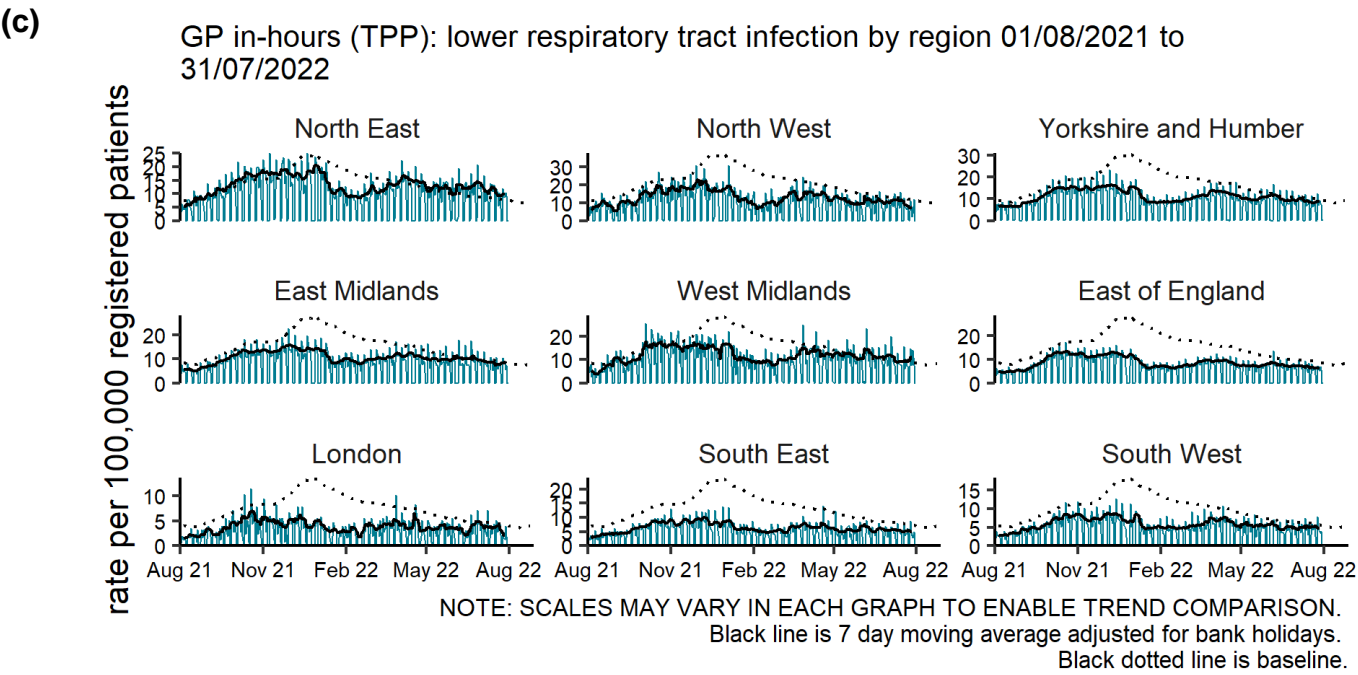 (c)
GP in-hours (TPP): lower respiratory tract infection by region 01/08/2021 to
31/07/2022
rate per 100,000 registered patients
North East
North West
Yorkshire and Humber
25
20
15
10
5
0
30
20
10
0
30
20
10
0
East Midlands
West Midlands
East of England
20
10
0
20
10
0
20
10
0
London
South East
South West
10
5
0
20
15
10
5
0
15
10
5
0
Aug 21 Nov 21 Feb 22 May 22 Aug 22 Aug 21 Nov 21 Feb 22 May 22 Aug 22 Aug 21 Nov 21 Feb 22 May 22 Aug 22
NOTE: SCALES MAY VARY IN EACH GRAPH TO ENABLE TREND COMPARISON.
Black line is 7 day moving average adjusted for bank holidays.
Black dotted line is baseline.